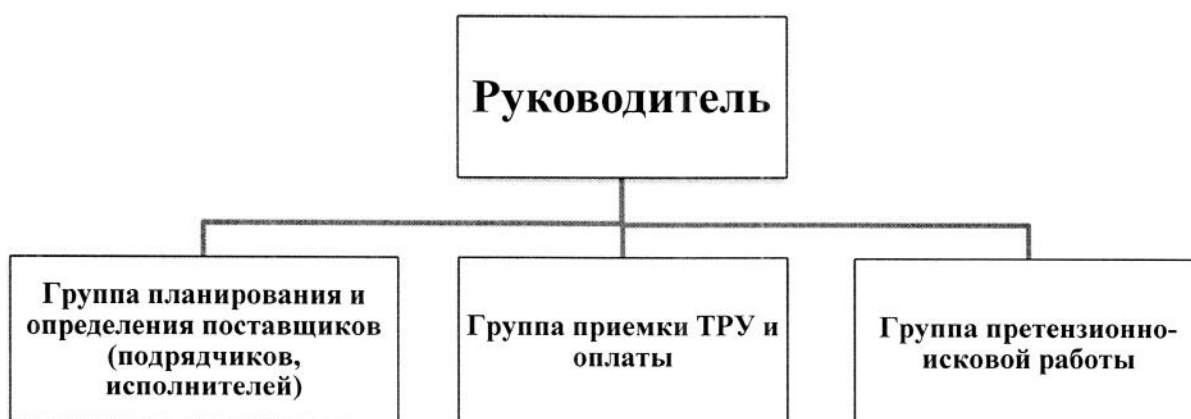 Руководитель
Группа планирования и
определения поставщиков
(подрядчиков,
исполнителей)
Группа приемки ТРУ и
оплаты
Группа претензионно-
исковой работы